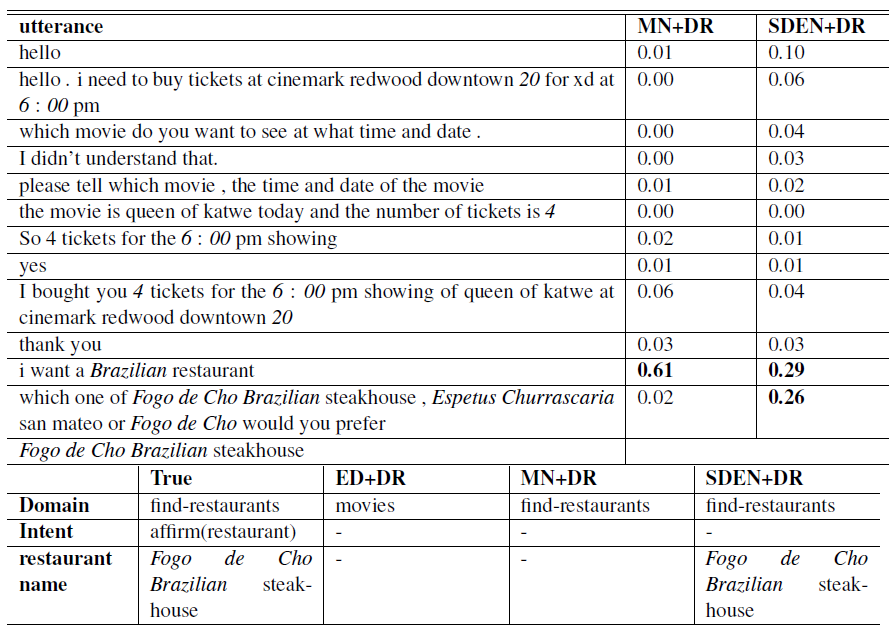 utterance MN+DR SDEN+DR
hello 0.01 0.10
hello . i need to buy tickets at cinemark redwood downtown 20 for xd at 0.00 0.06
6 : 00 pm
which movie do you want to see at what time and date . 0.00 0.04
I didn't understand that. 0.00 0.03
please tell which movie , the time and date of the movie 0.01 0.02
the movie is queen of katwe today and the number of tickets is 4 0.00 0.00
So 4 tickets for the 6 : 00 pm showing 0.02 0.01
yes 0.01 0.01
I bought you 4 tickets for the 6 : 00 pm showing of queen of katwe at 0.06 0.04
cinemark redwood downtown 20
thank you 0.03 0.03
i want a Brazilian restaurant 0.61 0.29
which one of Fogo de Cho Brazilian steakhouse , Espetus Churrascaria 0.02 0.26
san mateo or Fogo de Cho would you prefer
Fogo de Cho Brazilian steakhouse
True ED+DR MN+DR SDEN+DR
Domain find-restaurants movies find-restaurants find-restaurants
Intent affirm(restaurant) - - -
restaurant Fogo de Cho - - Fogo de Cho
name Brazilian steak- Brazilian steak-
house house